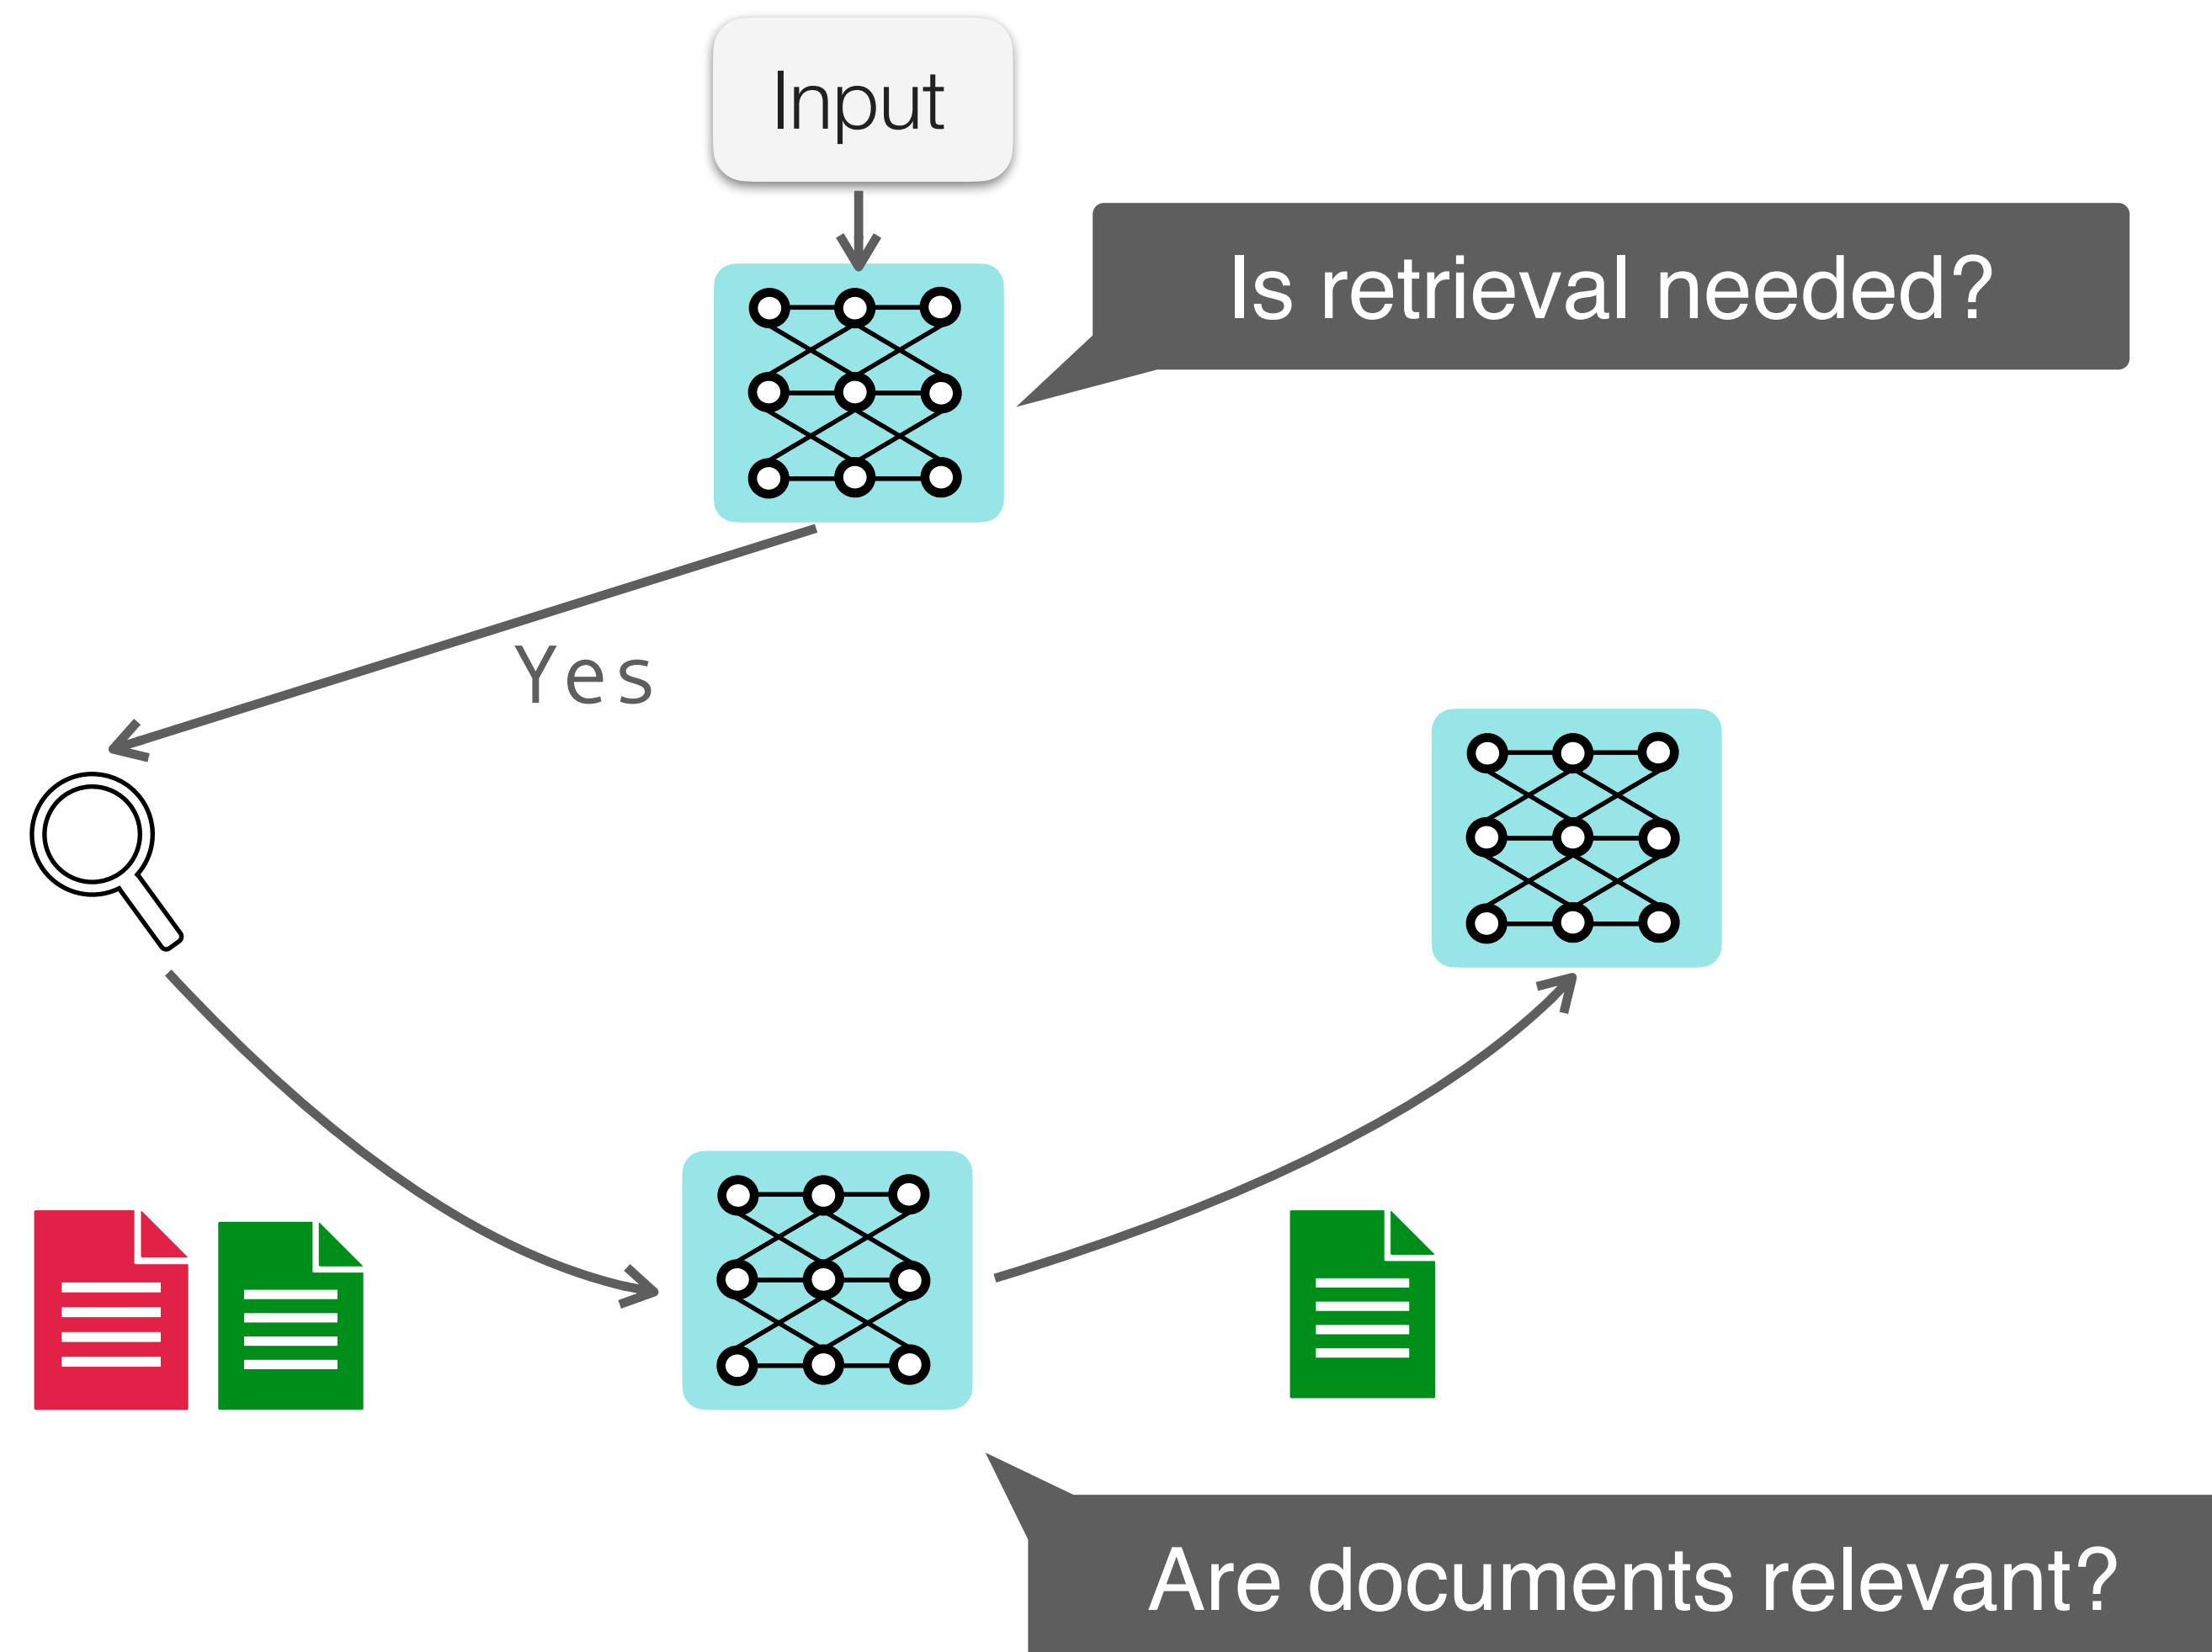 Input
Is retrieval needed?
Yes
Are documents relevant?